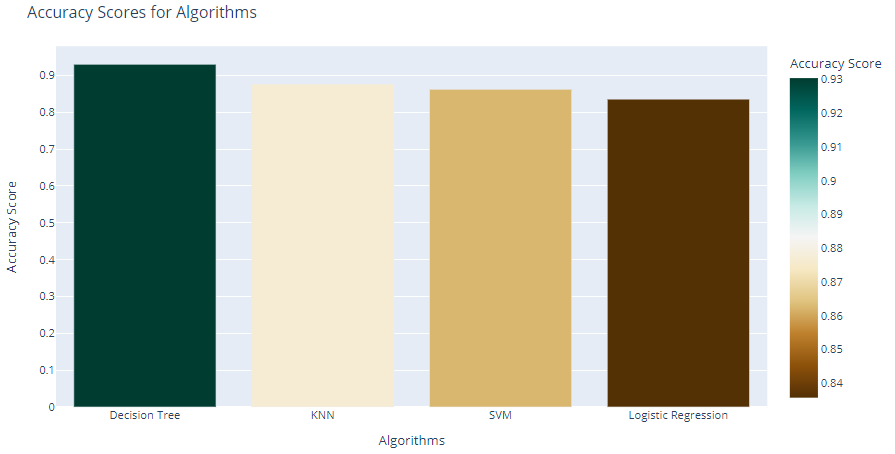 Accuracy Scores for Algorithms
Accuracy Score
0.9
0.8
0.7
0.6
0.5
0.4
0.3
0.2
0.1
0
Decision Tree
KNN
SVM
Logistic Regression
Algorithms
Accuracy Score
0.93
0.92
0.91
0.9
0.89
0.88
0.87
0.86
0.85
0.84